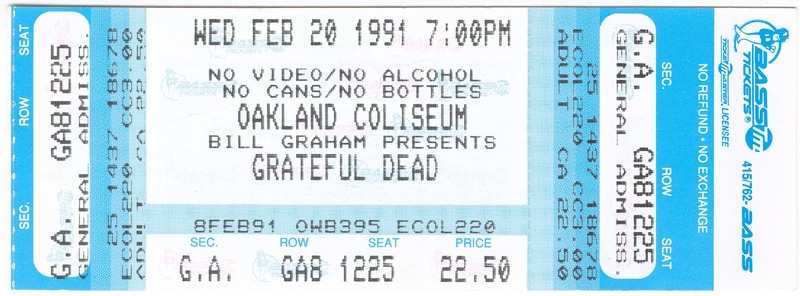 SEAT
ROW
SEC.
GA81225
G.A.
GENERAL ADMISS.
25 1437 18678
ECOL220 CC3.00
ADULT CA 22.50
WED FEB 20 1991 7:00PM
NO VIDEO/NO ALCOHOL
NO CANS/NO BOTTLES
OAKLAND COLISEUM
BILL GRAHAM PRESENTS
GRATEFUL DEAD
8FEB91 OWB395 ECOL220
SEC. ROW SEAT PRICE
G.A. GA8 1225 22.50
25 1437 18678
ECOL220 CC3.00
ADULT CA 22.50
G.A. GA81225
GENERAL ADMISS.
SEC.
ROW
SEAT
NO REFUND • NO EXCHANGE
TICKETMASTER LICENSEE
BASS TM
TICKETS®
415/762-BASS